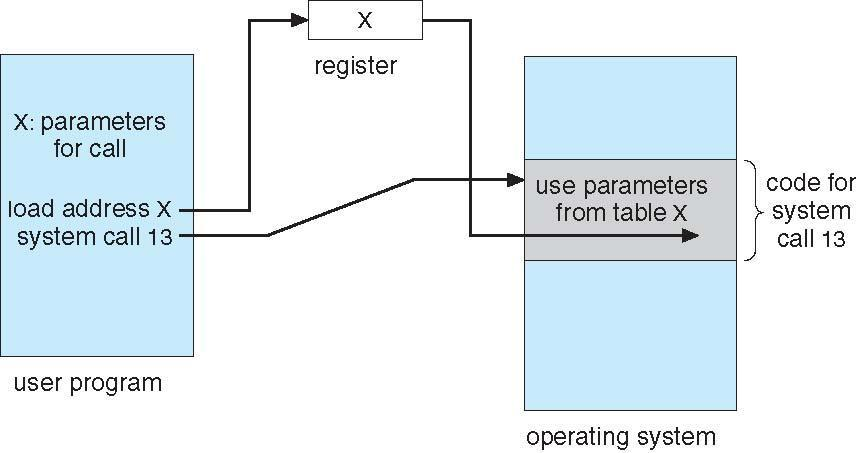 X
register
X: parameters
for call
load address X
system call 13
use parameters
from table X
code for
system
call 13
user program
operating system